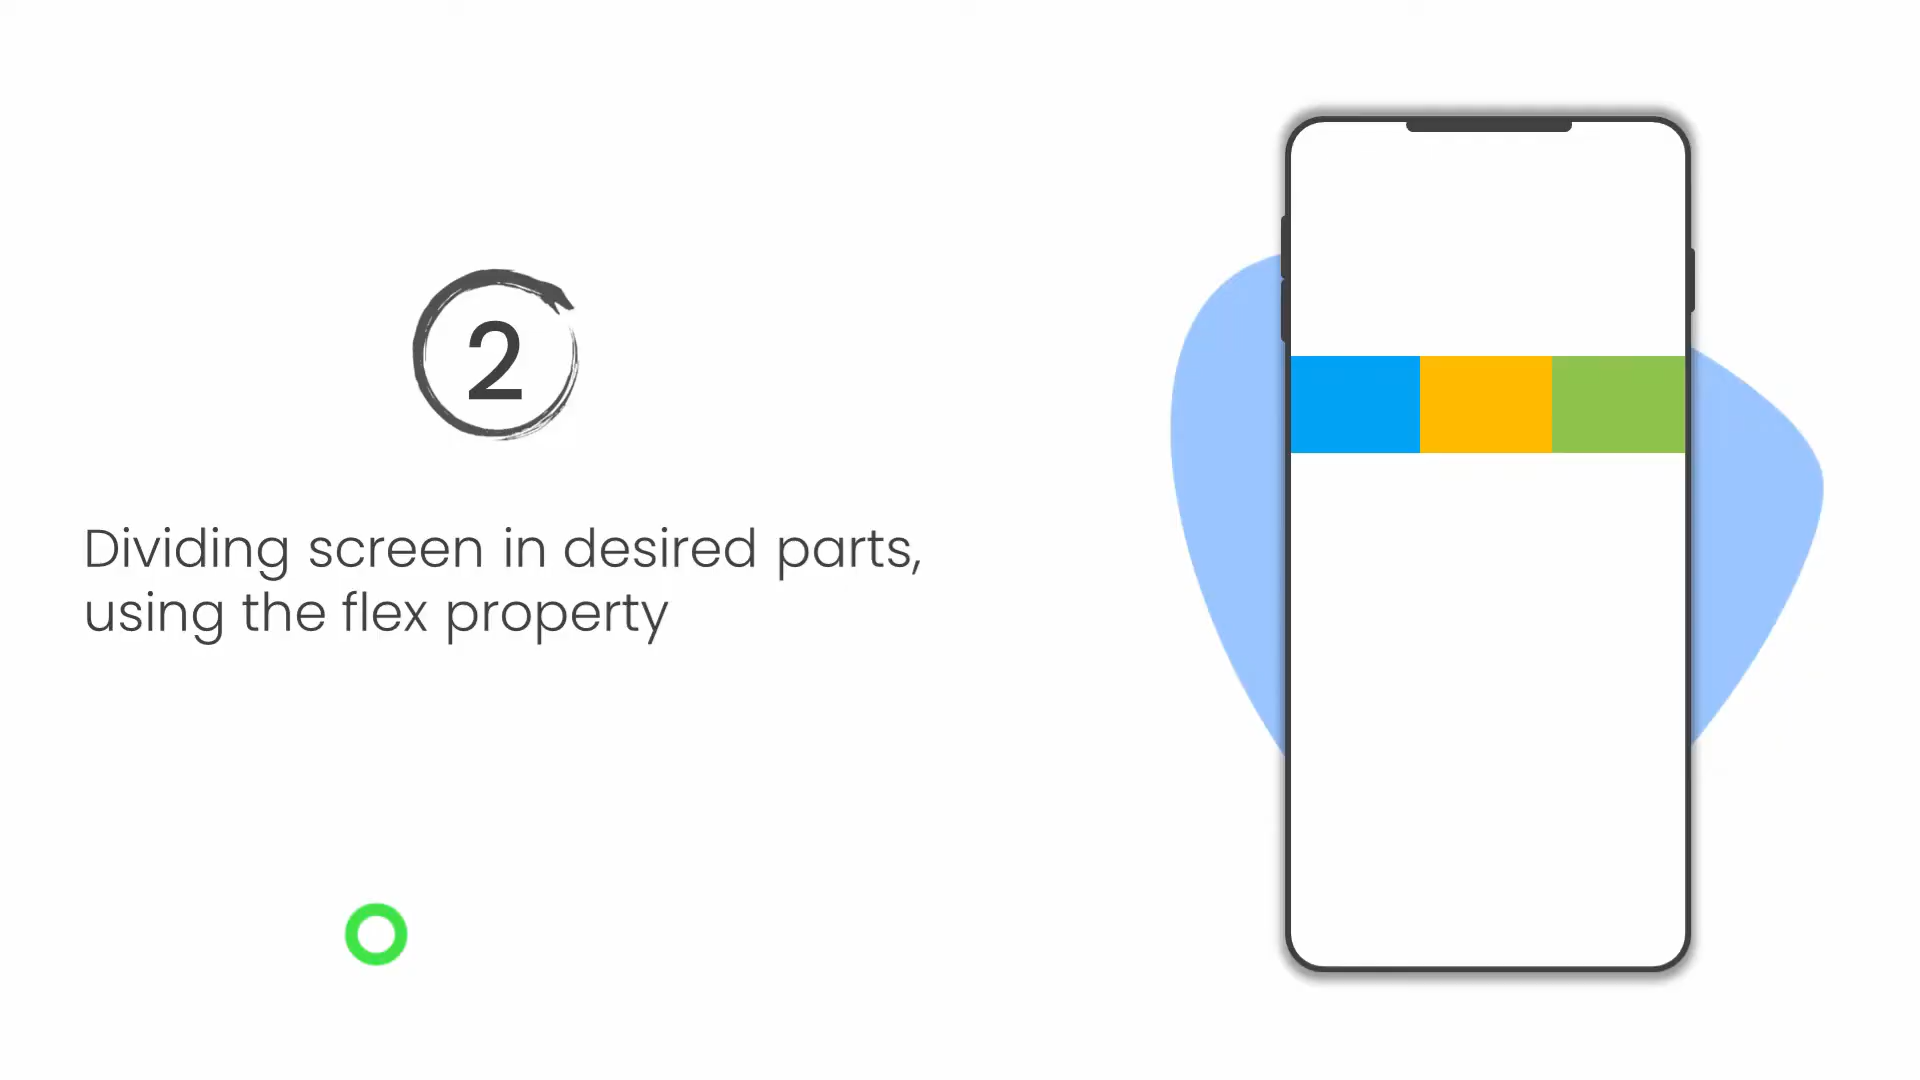 2
Dividing screen in desired parts,
using the flex property